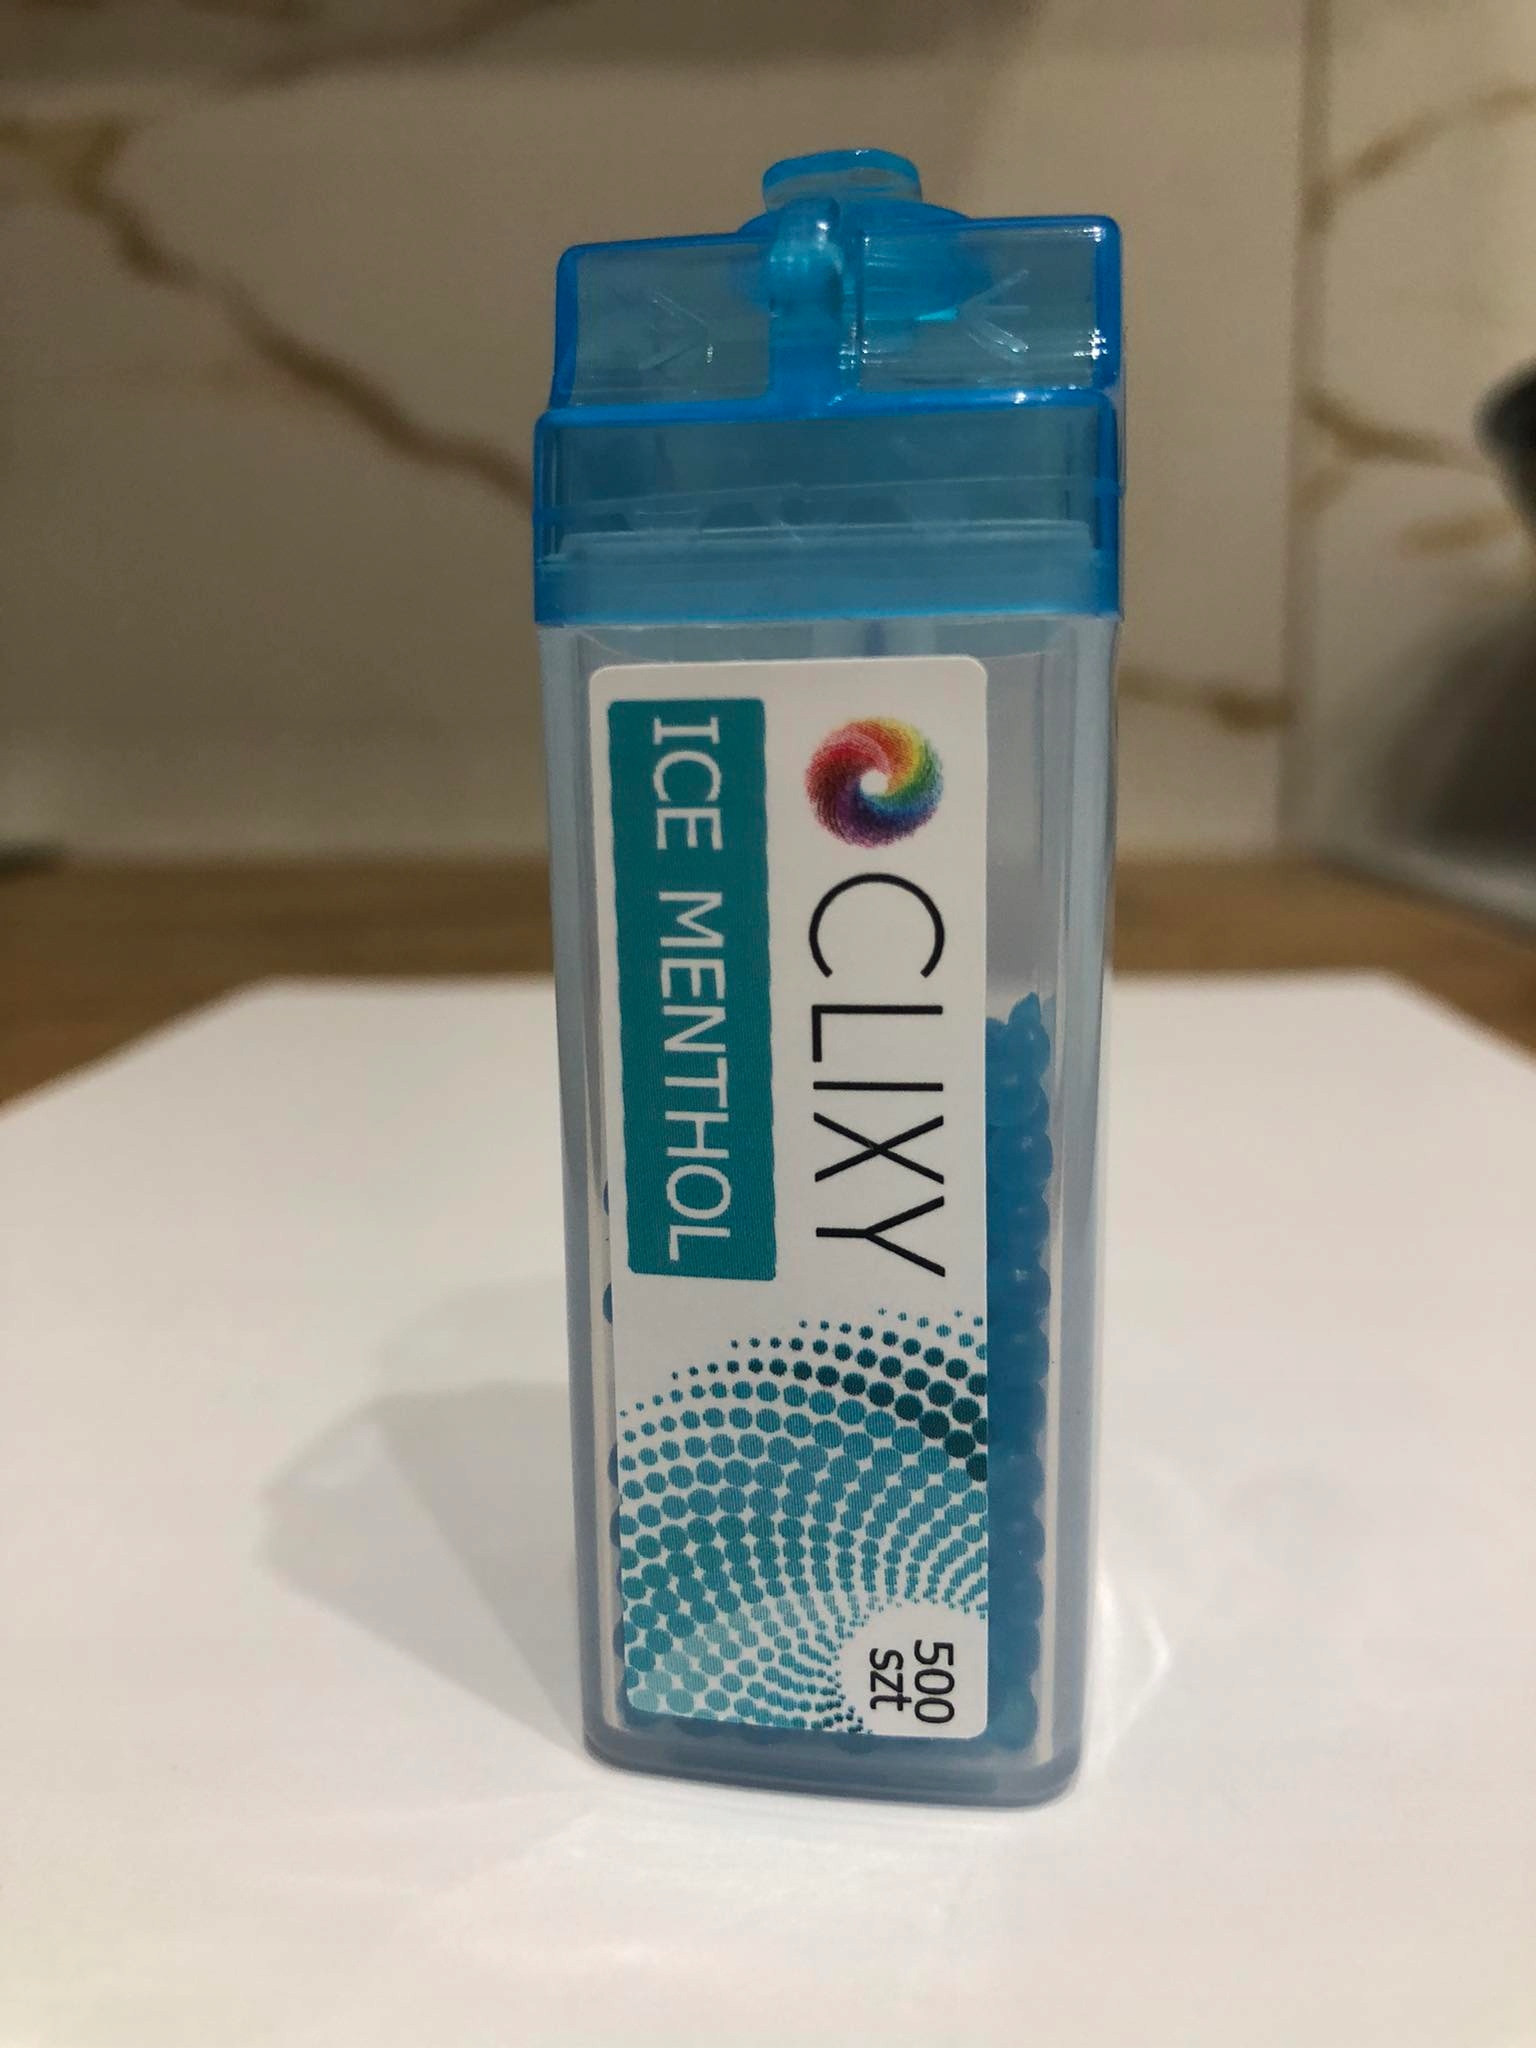 CLIXY
ICE MENTHOL
500
szt